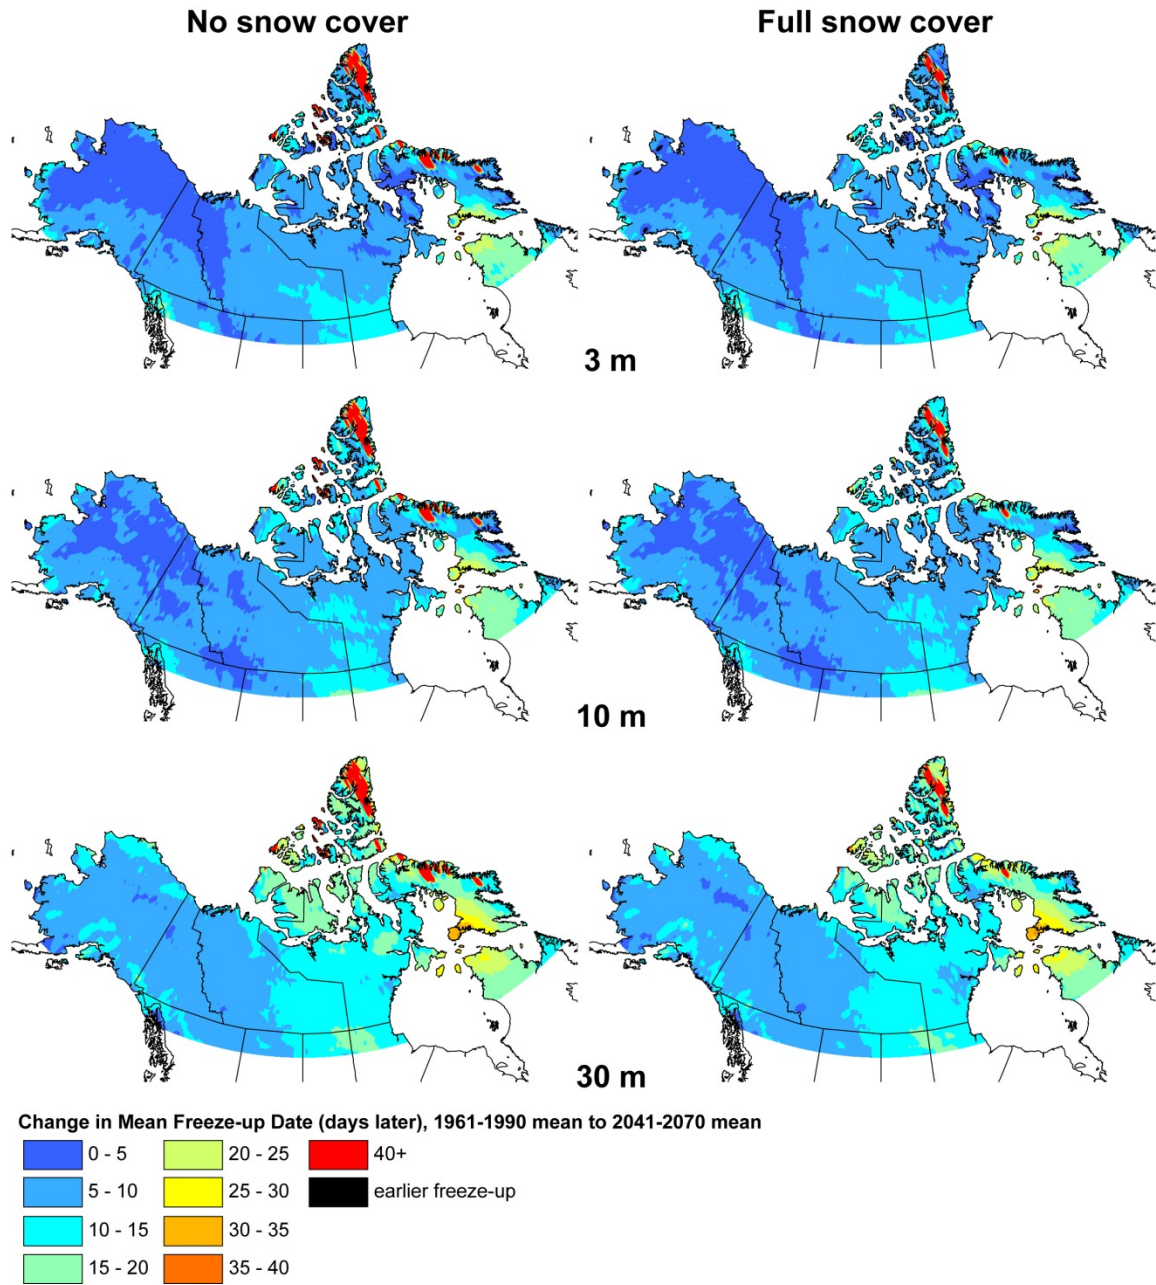 No snow cover
Full snow cover
3 m
10 m
30 m
Change in Mean Freeze-up Date (days later), 1961-1990 mean to 2041-2070 mean
0 - 5
20 - 25
40+
5 - 10
25 - 30
earlier freeze-up
10 - 15
30 - 35
15 - 20
35 - 40